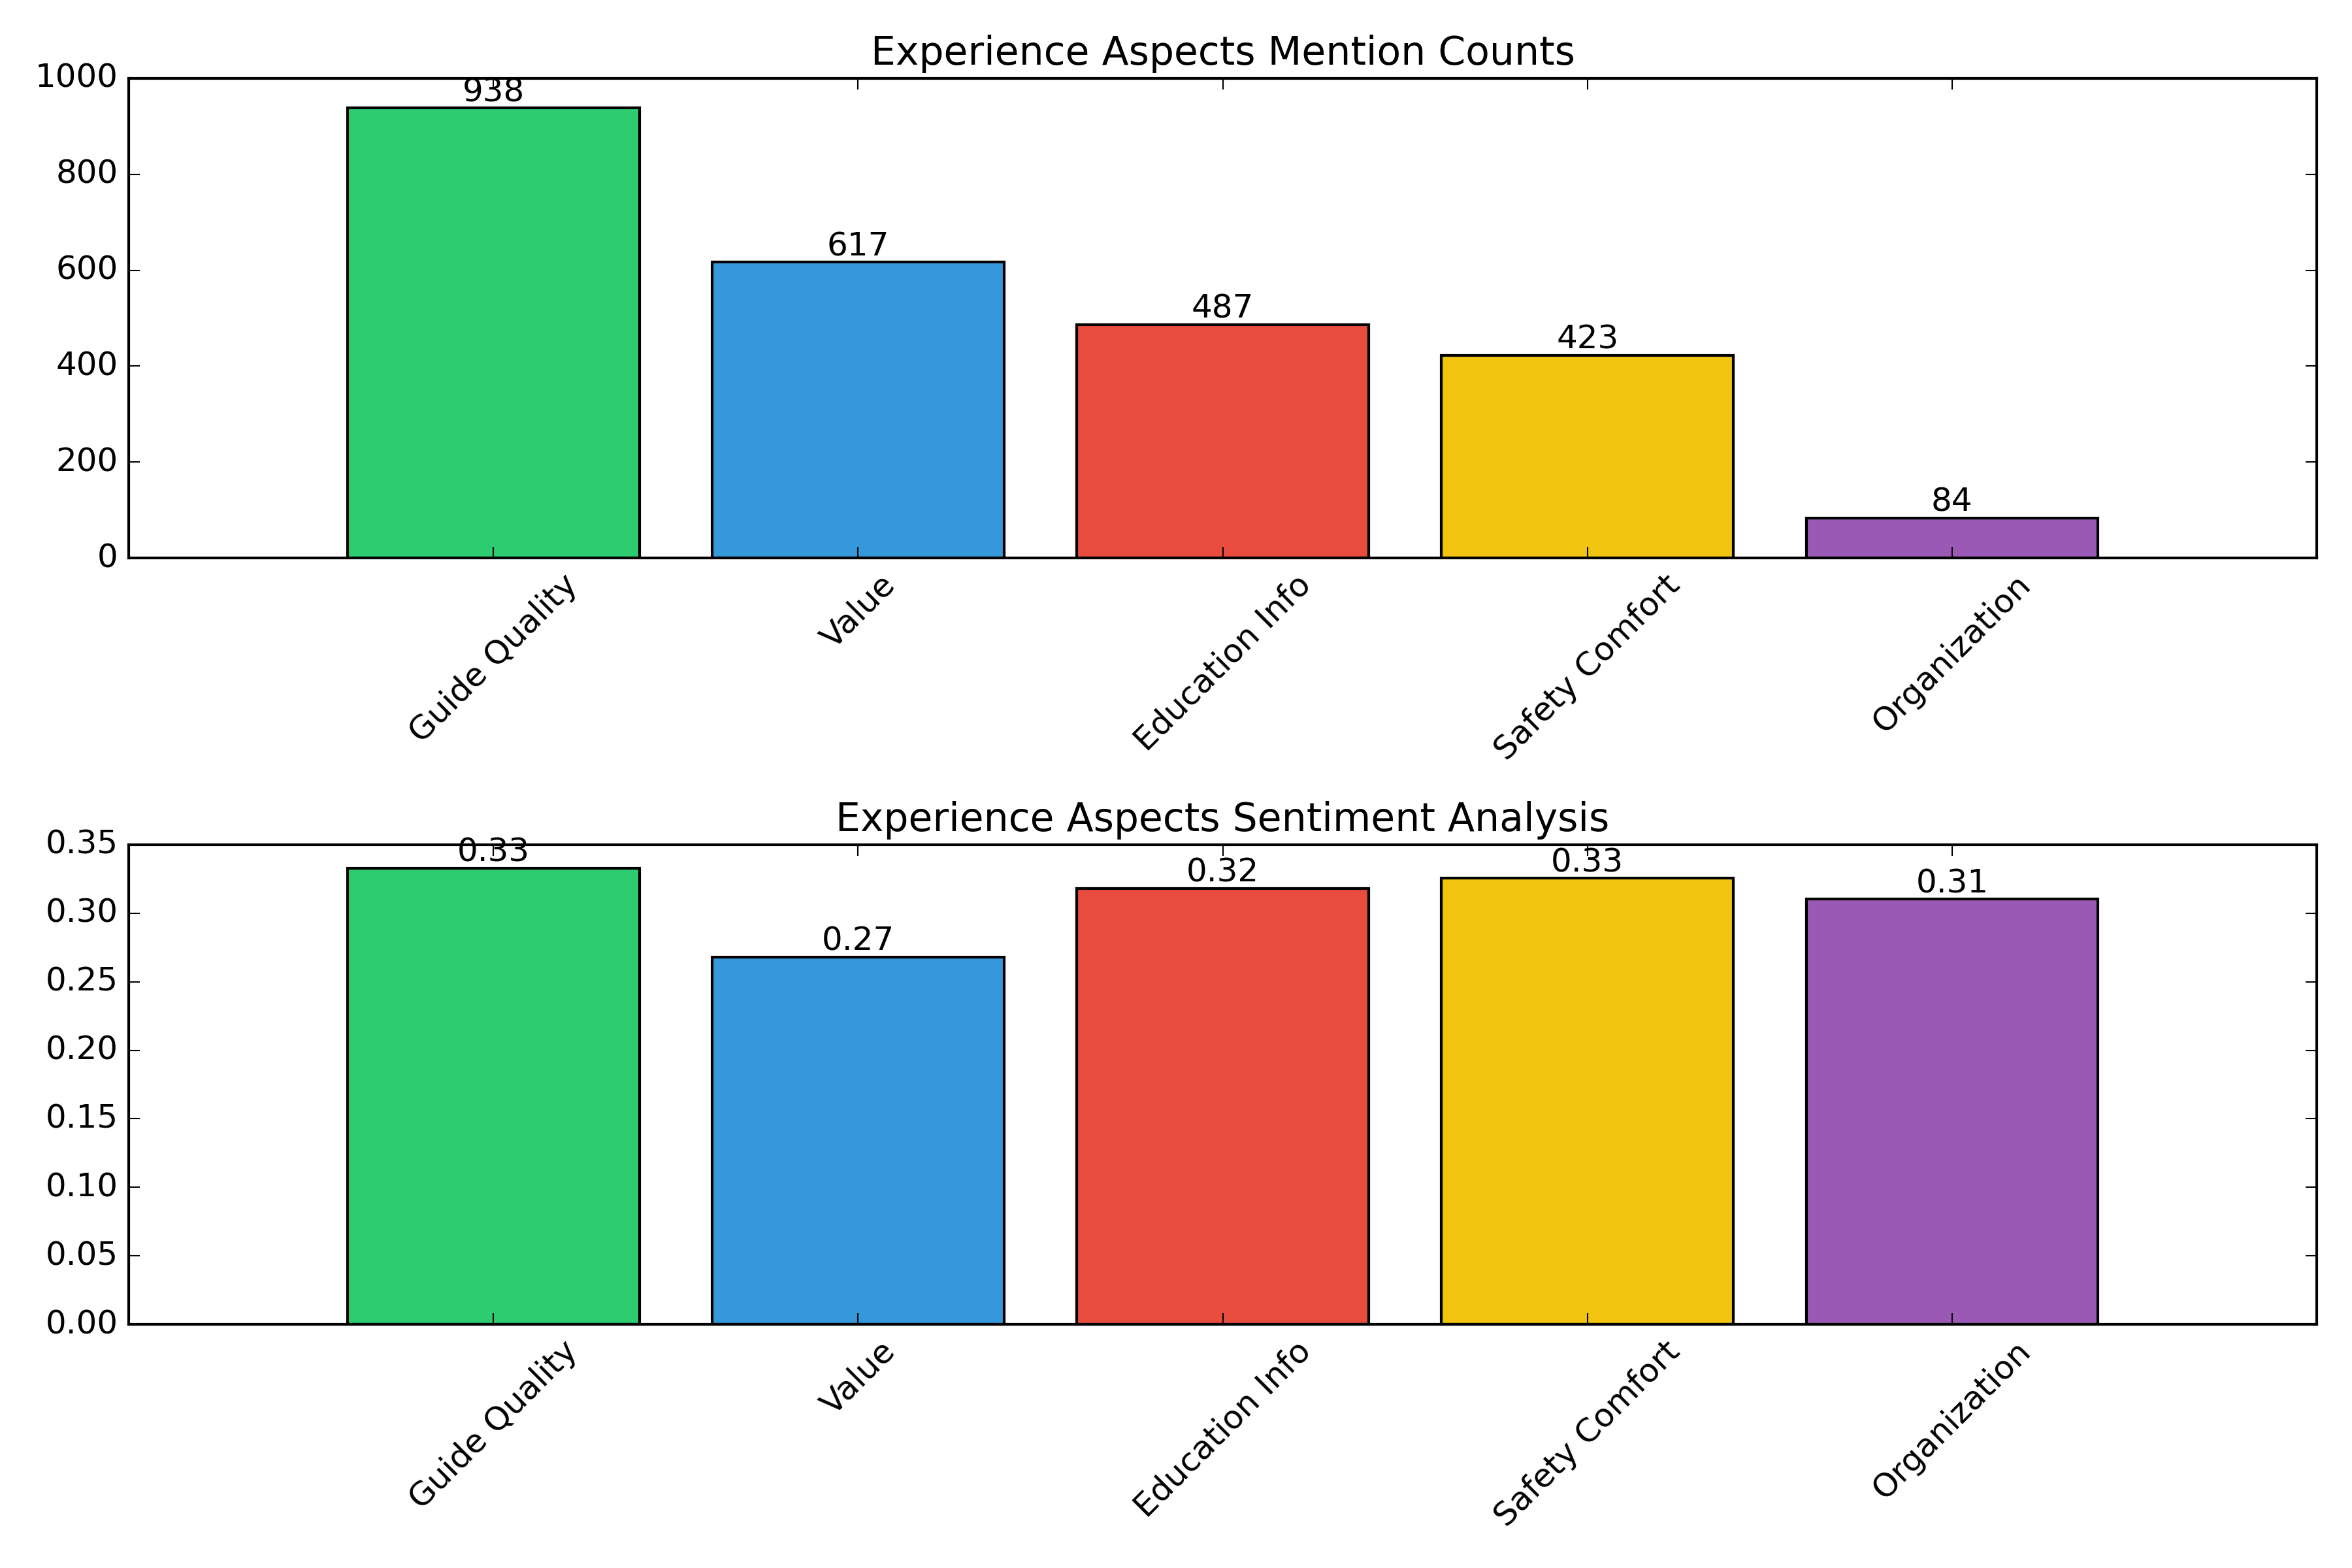 Experience Aspects Mention Counts
1000
800
600
400
200
0
938
617
487
423
84
Guide Quality
Value
Education Info
Safety Comfort
Organization
Experience Aspects Sentiment Analysis
0.35
0.30
0.25
0.20
0.15
0.10
0.05
0.00
0.33
0.27
0.32
0.33
0.31
Guide Quality
Value
Education Info
Safety Comfort
Organization